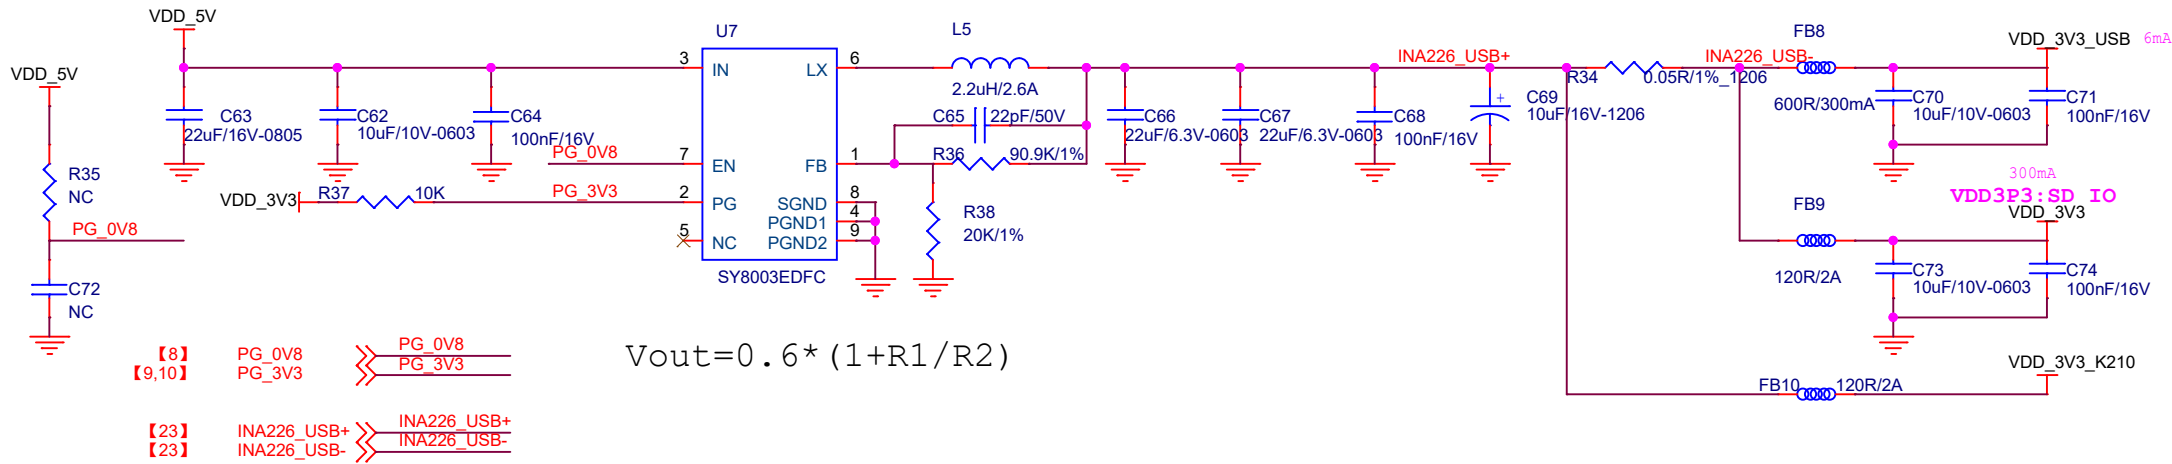 VDD_5V
U7
L5
FB8
VDD_3V3_USB 6mA
VDD_5V
3 IN
LX 6
INA226_USB+
INA226_USB-
2.2uH/2.6A
R34 0.05R/1%_1206
600R/300mA
C63
22uF/16V-0805
C62
10uF/10V-0603
C64
100nF/16V
C65 22pF/50V
C66
22uF/6.3V-0603
C67
22uF/6.3V-0603
C68
100nF/16V
C69
+
10uF/16V-1206
C70
10uF/10V-0603
C71
100nF/16V
PG_0V8
7 EN
FB 1
R36 90.9K/1%
R35
NC
VDD_3V3
R37 10K
PG_3V3
2 PG
SGND 8
PGND1 4
PGND2 9
5 NC
SY8003EDFC
R38
20K/1%
300mA
VDD3P3:SD IO
FB9
VDD_3V3
120R/2A
C73
10uF/10V-0603
C74
100nF/16V
PG_0V8
C72
NC
Vout=0.6*(1+R1/R2)
【8】 PG_0V8 PG_0V8
【9,10】 PG_3V3 PG_3V3
【23】 INA226_USB+ INA226_USB+
【23】 INA226_USB- INA226_USB-
VDD_3V3_K210
FB10 120R/2A